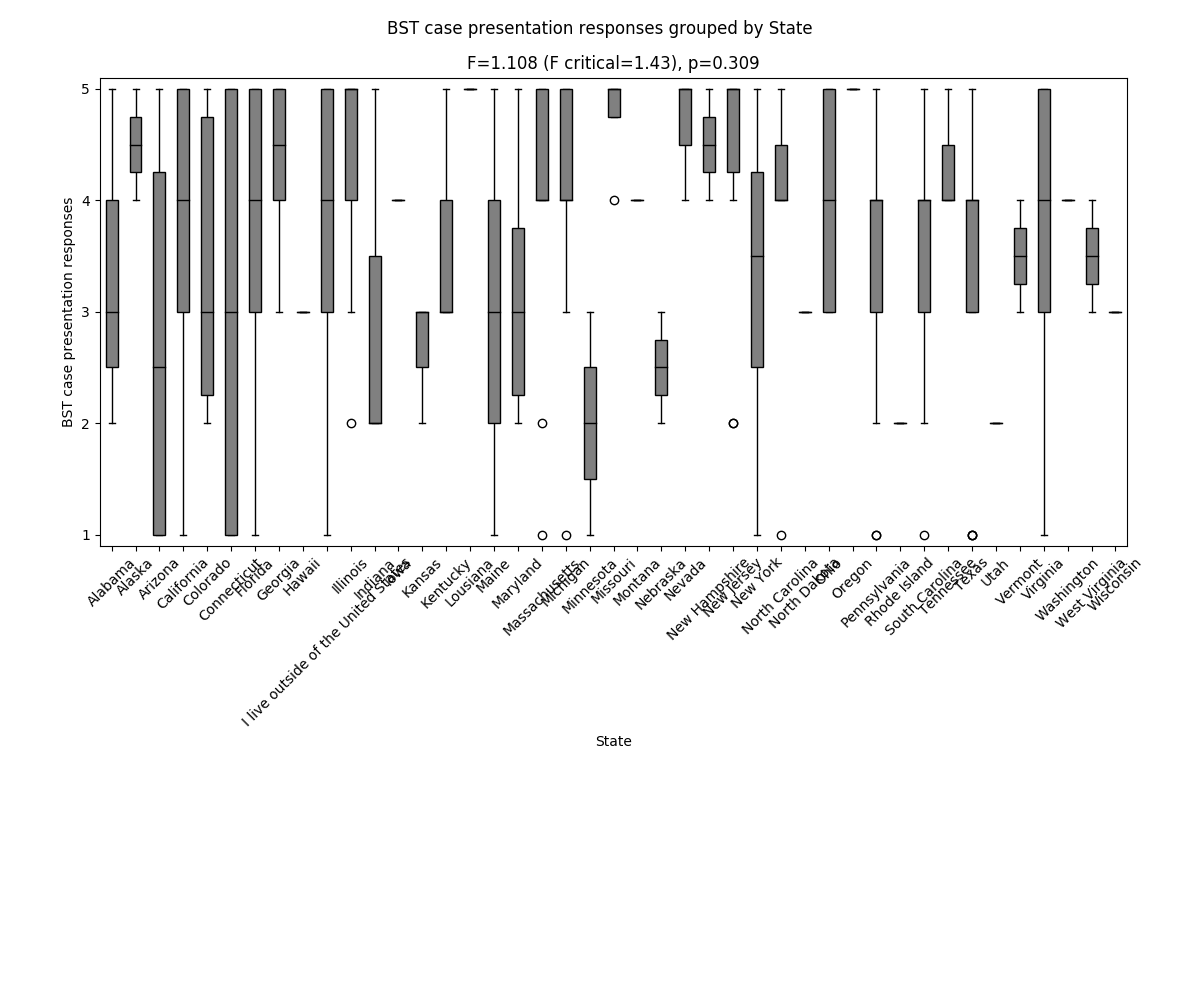 BST case presentation responses grouped by State
F=1.108 (F critical=1.43), p=0.309
BST case presentation responses
5
4
3
2
1
Alabama
Alaska
Arizona
California
Colorado
Connecticut
Florida
Georgia
Hawaii
I live outside of the United States
Illinois
Indiana
Iowa
Kansas
Kentucky
Lousiana
Maine
Maryland
Massachusetts
Michigan
Minnesota
Missouri
Montana
Nebraska
Nevada
New Hampshire
New Jersey
New York
North Carolina
North Dakota
Ohio
Oregon
Pennsylvania
Rhode Island
South Carolina
Tennessee
Texas
Utah
Vermont
Virginia
Washington
West Virginia
Wisconsin
State